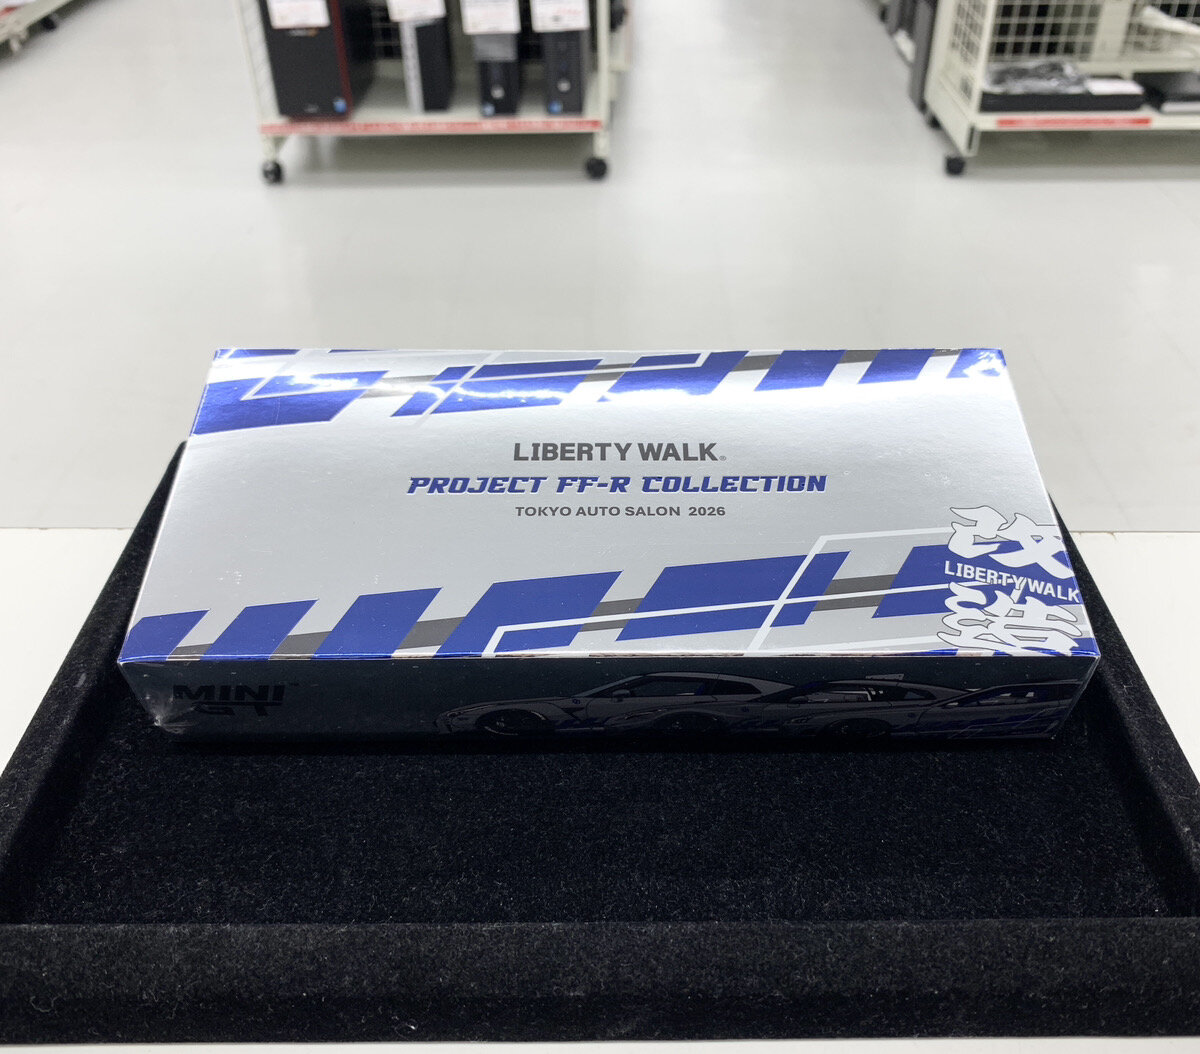 LIBERTY WALK®
PROJECT FF-R COLLECTION
TOKYO AUTO SALON 2026
改
LIBERTY WALK
造
MINI
GT